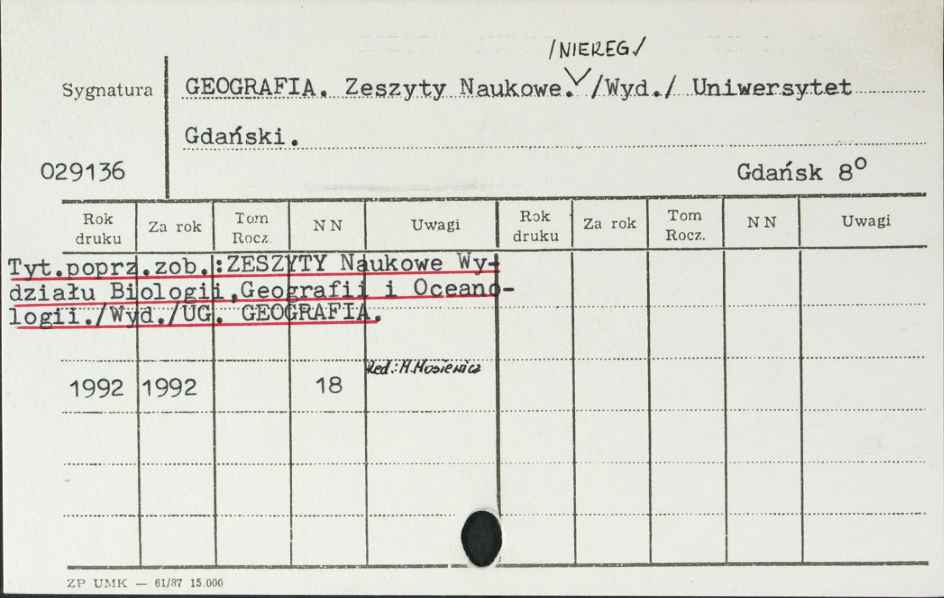 /NIEREG/
Sygnatura GEOGRAFIA. Zeszyty Naukowe. /Wyd./ Uniwersytet
Gdański.
029136 Gdańsk 8°
Rok druku Za rok Tom Rocz NN Uwagi Rok druku Za rok Tom Rocz. NN Uwagi
Tyt.poprz.zob.:ZESZYTY Naukowe Wy-
działu Biologii,Geografii i Oceano-
logii./Wyd./UG. GEOGRAFIA.
Red.:
1992 1992 18
ZP UMK — 61/87 15.000